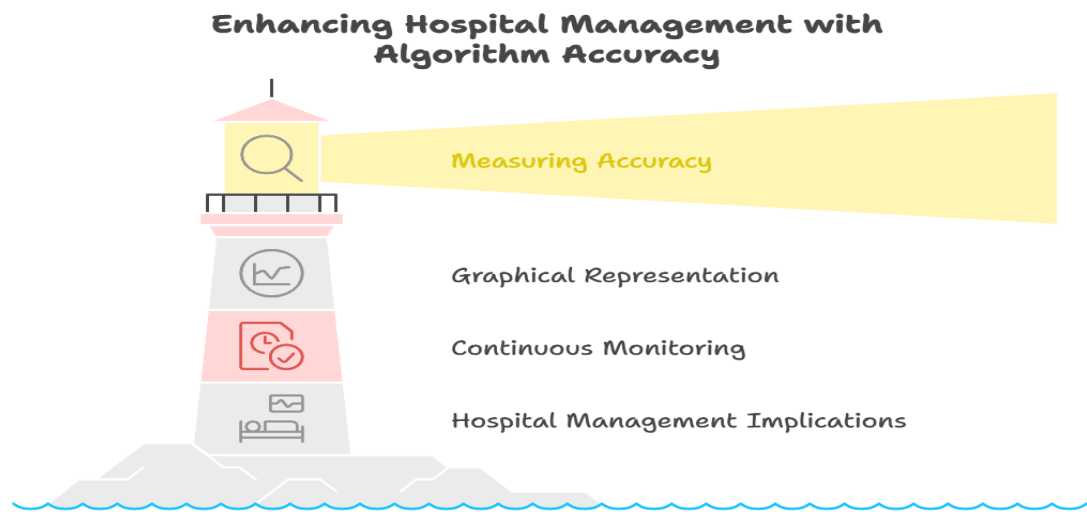 Enhancing Hospital Management with
Algorithm Accuracy
Measuring Accuracy
Graphical Representation
Continuous Monitoring
Hospital Management Implications